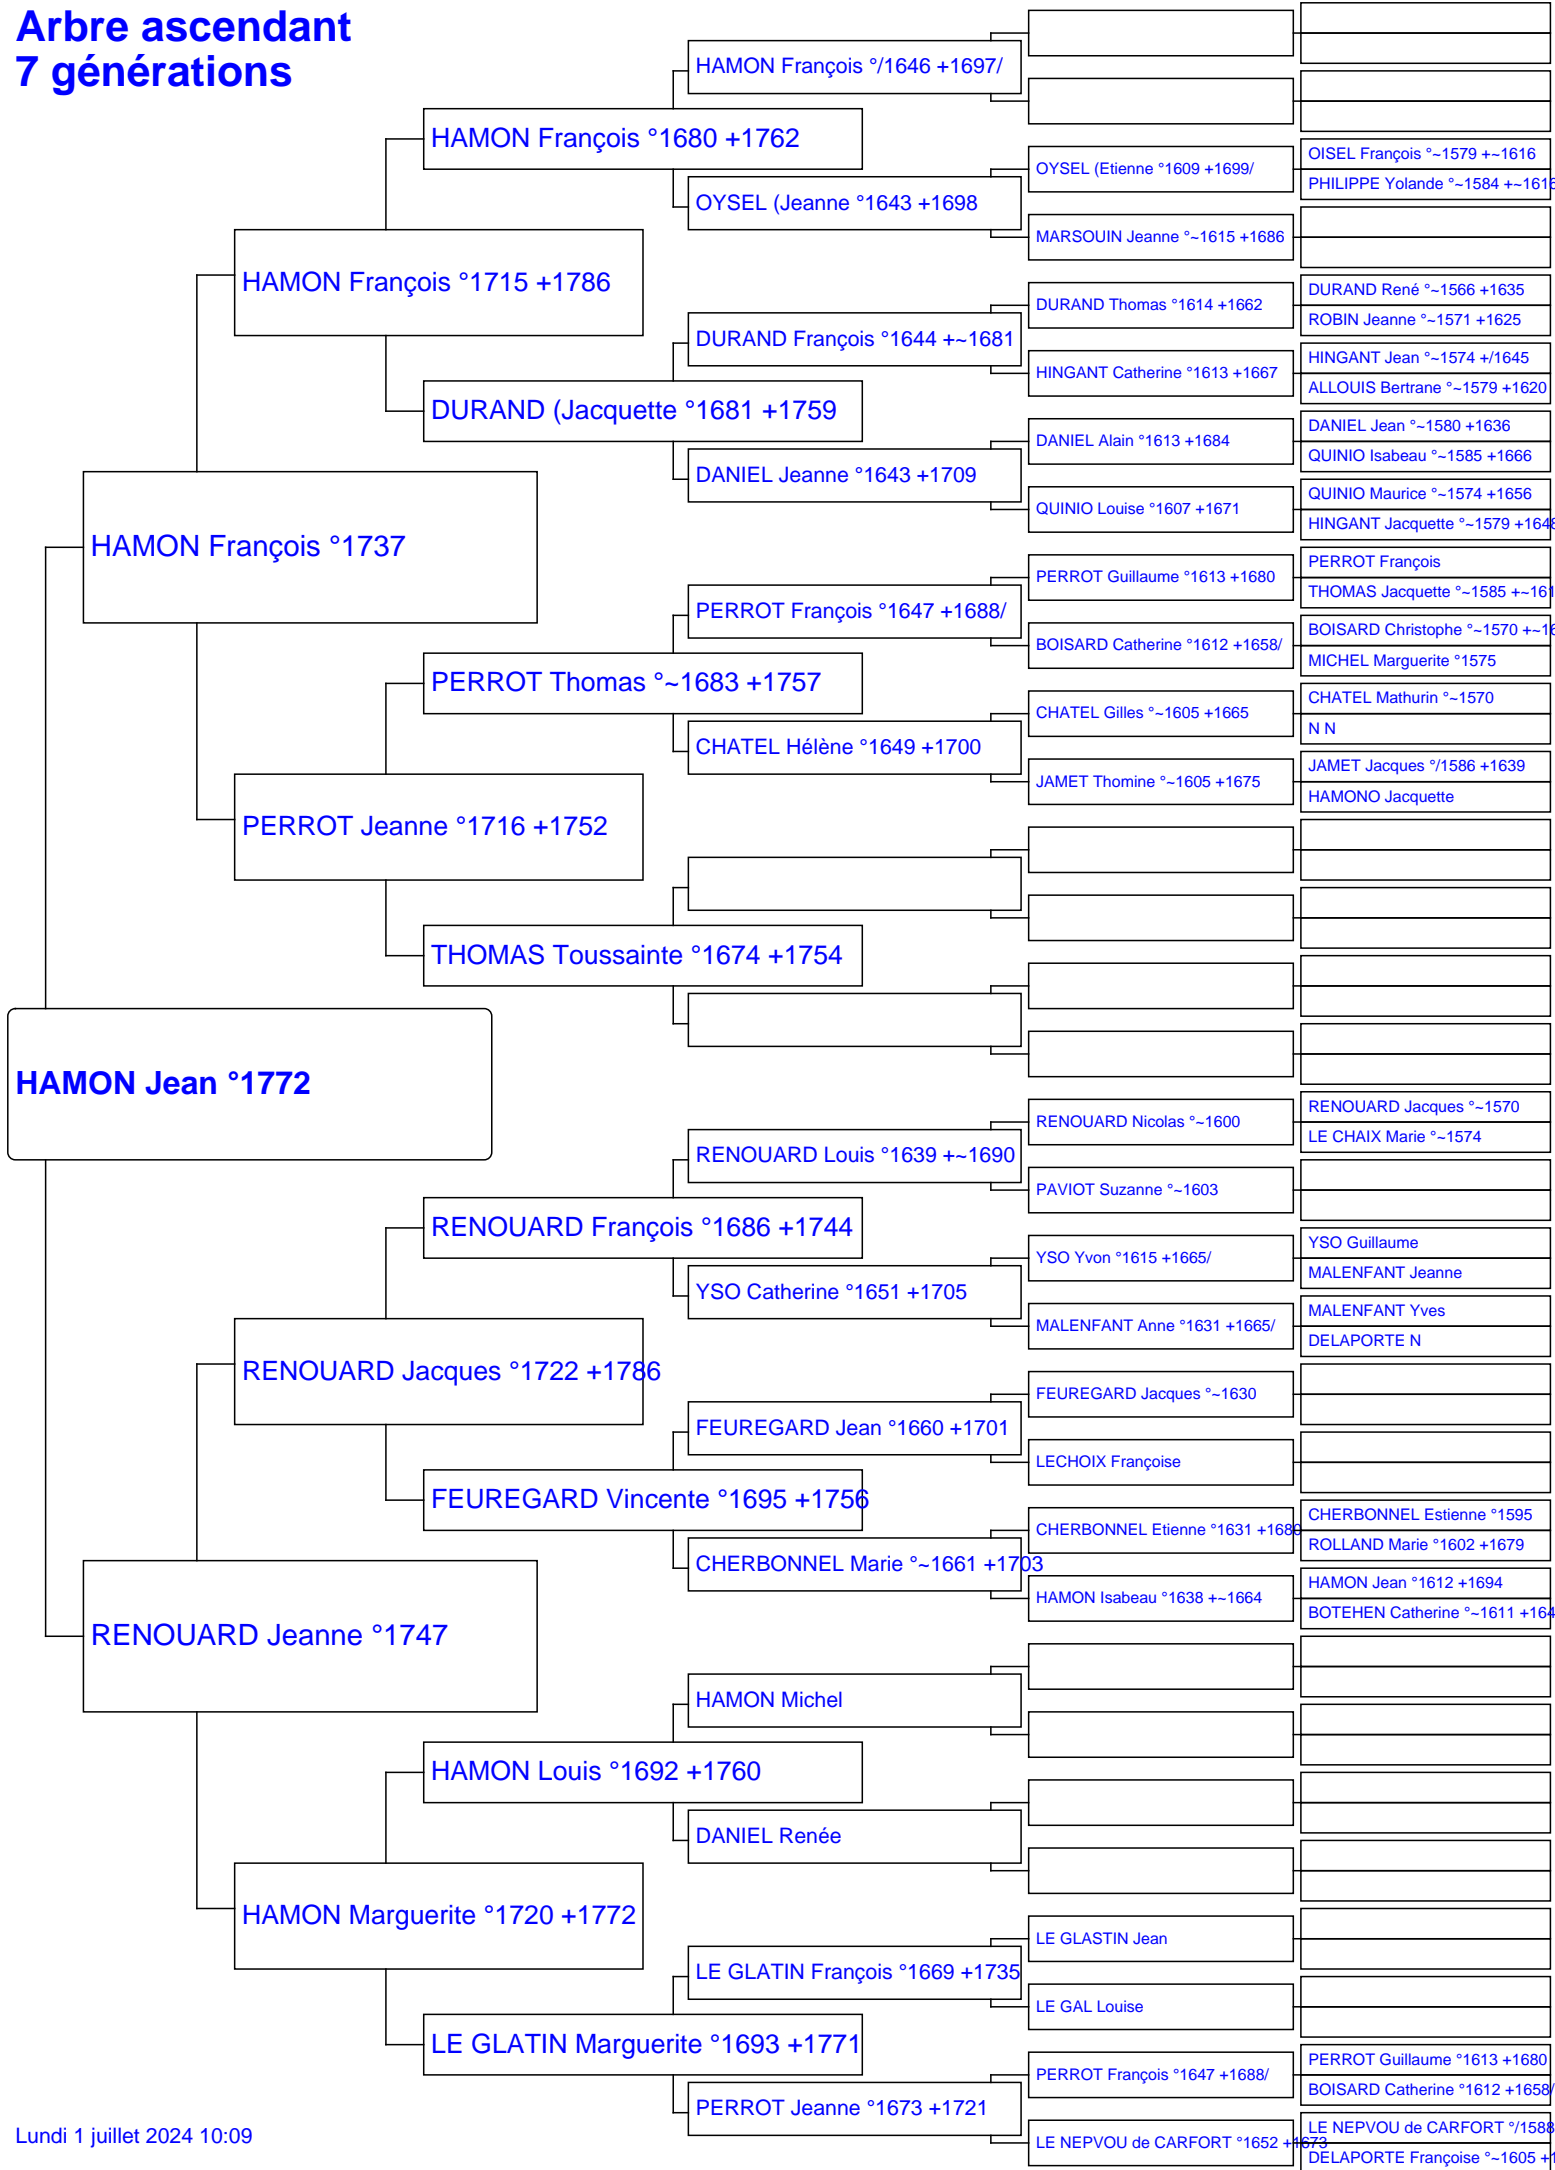 Arbre ascendant
7 générations
HAMON Jean °1772
HAMON François °1737
RENOUARD Jeanne °1747
HAMON François °1715 +1786
PERROT Jeanne °1716 +1752
RENOUARD Jacques °1722 +1786
HAMON Marguerite °1720 +1772
HAMON François °1680 +1762
DURAND (Jacquette °1681 +1759
PERROT Thomas °~1683 +1757
THOMAS Toussainte °1674 +1754
RENOUARD François °1686 +1744
FEUREGARD Vincente °1695 +1756
HAMON Louis °1692 +1760
LE GLATIN Marguerite °1693 +1771
HAMON François °/1646 +1697/
OYSEL (Jeanne °1643 +1698
DURAND François °1644 +~1681
DANIEL Jeanne °1643 +1709
PERROT François °1647 +1688/
CHATEL Hélène °1649 +1700
RENOUARD Louis °1639 +~1690
YSO Catherine °1651 +1705
FEUREGARD Jean °1660 +1701
CHERBONNEL Marie °~1661 +1703
HAMON Michel
DANIEL Renée
LE GLATIN François °1669 +1735
PERROT Jeanne °1673 +1721
OYSEL (Etienne °1609 +1699/
MARSOUIN Jeanne °~1615 +1686
DURAND Thomas °1614 +1662
HINGANT Catherine °1613 +1667
DANIEL Alain °1613 +1684
QUINIO Louise °1607 +1671
PERROT Guillaume °1613 +1680
BOISARD Catherine °1612 +1658/
CHATEL Gilles °~1605 +1665
JAMET Thomine °~1605 +1675
RENOUARD Nicolas °~1600
PAVIOT Suzanne °~1603
YSO Yvon °1615 +1665/
MALENFANT Anne °1631 +1665/
FEUREGARD Jacques °~1630
LECHOIX Françoise
CHERBONNEL Etienne °1631
HAMON Isabeau °1638 +~1664
LE GLASTIN Jean
LE GAL Louise
PERROT François °1647 +1688/
LE NEPVOU de CARFORT °1652 +1673
OISEL François °~1579 +~1616
PHILIPPE Yolande °~1584 +~1616
DURAND René °~1566 +1635
ROBIN Jeanne °~1571 +1625
HINGANT Jean °~1574 +/1645
ALLOUIS Bertrane °~1579 +1620
DANIEL Jean °~1580 +1636
QUINIO Isabeau °~1585 +1666
QUINIO Maurice °~1574 +1656
HINGANT Jacquette °~1579 +1648
PERROT François
THOMAS Jacquette °~1585 +~161
BOISARD Christophe °~1570 +~16
MICHEL Marguerite °1575
CHATEL Mathurin °~1570
N N
JAMET Jacques °/1586 +1639
HAMONO Jacquette
RENOUARD Jacques °~1570
LE CHAIX Marie °~1574
YSO Guillaume
MALENFANT Jeanne
MALENFANT Yves
DELAPORTE N
CHERBONNEL Estienne °1595
ROLLAND Marie °1602 +1679
HAMON Jean °1612 +1694
BOTEHEN Catherine °~1611 +164
PERROT Guillaume °1613 +1680
BOISARD Catherine °1612 +1658/
LE NEPVOU de CARFORT °/1588
DELAPORTE Françoise °~1605 +1
Lundi 1 juillet 2024 10:09